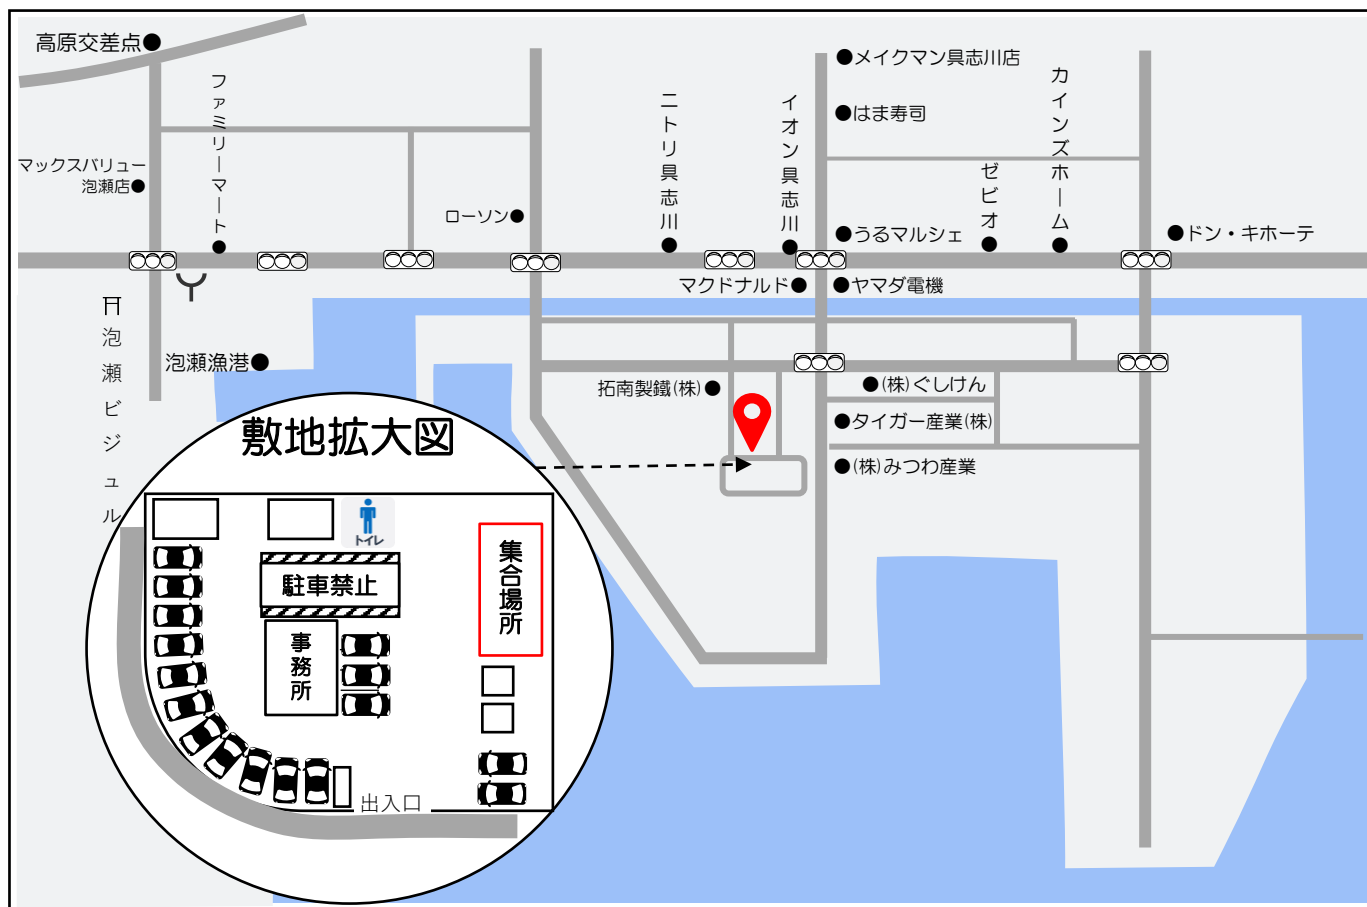 高原交差点
ファミリーマート
マックスバリュー
泡瀬店
ローソン
ニトリ具志川
イオン具志川
メイクマン具志川店
はま寿司
カインズホーム
ゼビオ
うるマルシェ
ドン・キホーテ
マクドナルド
ヤマダ電機
泡瀬ビジュル
泡瀬漁港
拓南製鐵(株)
(株)ぐしけん
タイガー産業(株)
(株)みつわ産業
敷地拡大図
トイレ
駐車禁止
集合場所
事務所
出入口